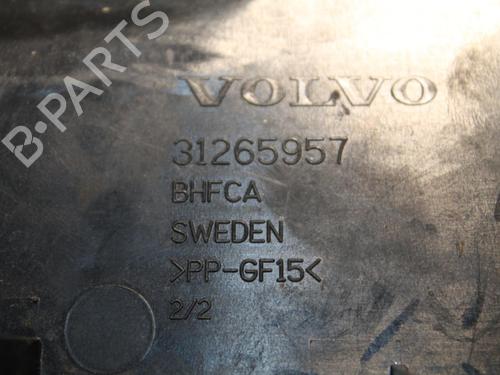 B-PARTS
VOLVO
31265957
BHFCA
SWEDEN
>PP-GF15<
2/2